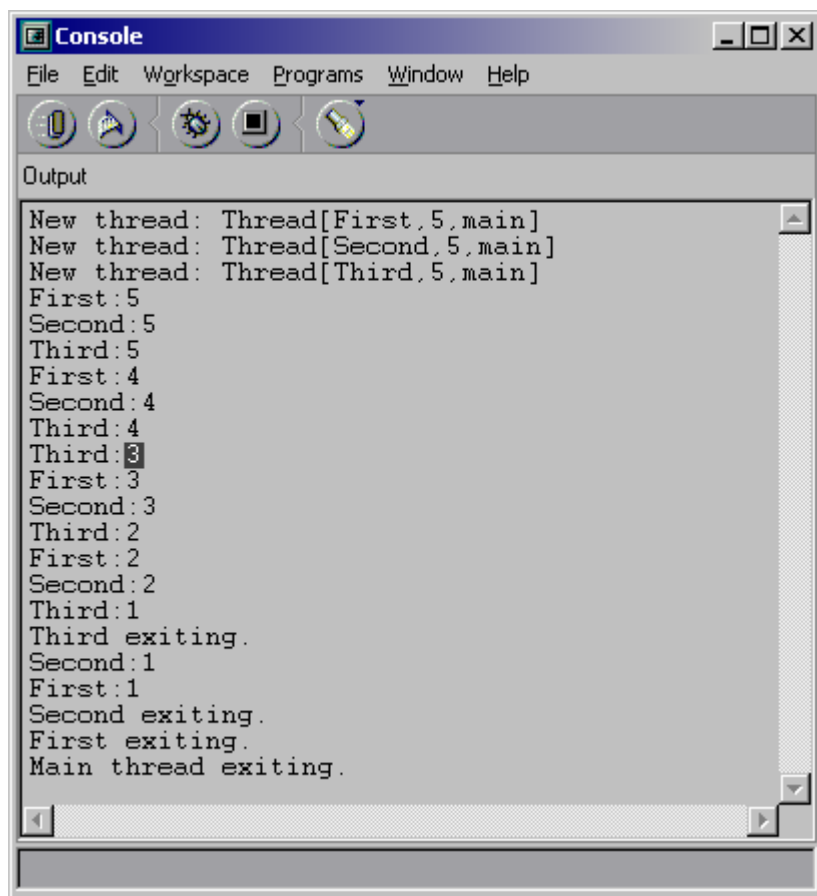 Console
File Edit Workspace Programs Window Help
Output
New thread: Thread[First,5,main]
New thread: Thread[Second,5,main]
New thread: Thread[Third,5,main]
First:5
Second:5
Third:5
First:4
Second:4
Third:4
Third:3
First:3
Second:3
Third:2
First:2
Second:2
Third:1
Third exiting.
Second:1
First:1
Second exiting.
First exiting.
Main thread exiting.